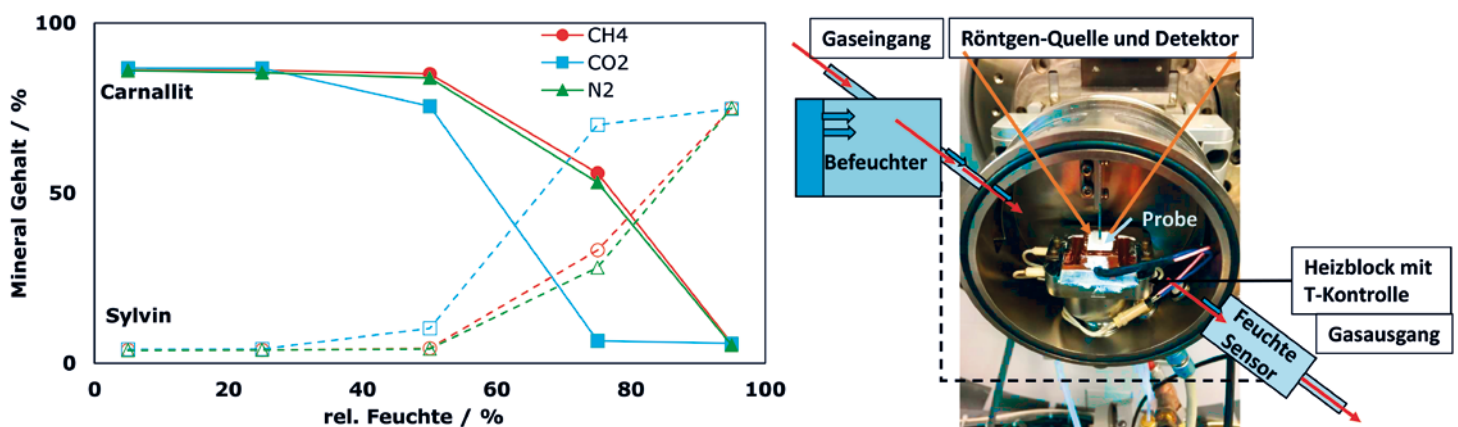 100
50
0
Mineral Gehalt / %
Carnallit
Sylvin
CH4
CO2
N2
0
20
40
60
80
100
rel. Feuchte / %
Gaseingang
Röntgen-Quelle und Detektor
Befeuchter
Probe
Heizblock mit
T-Kontrolle
Gasausgang
Feuchte
Sensor